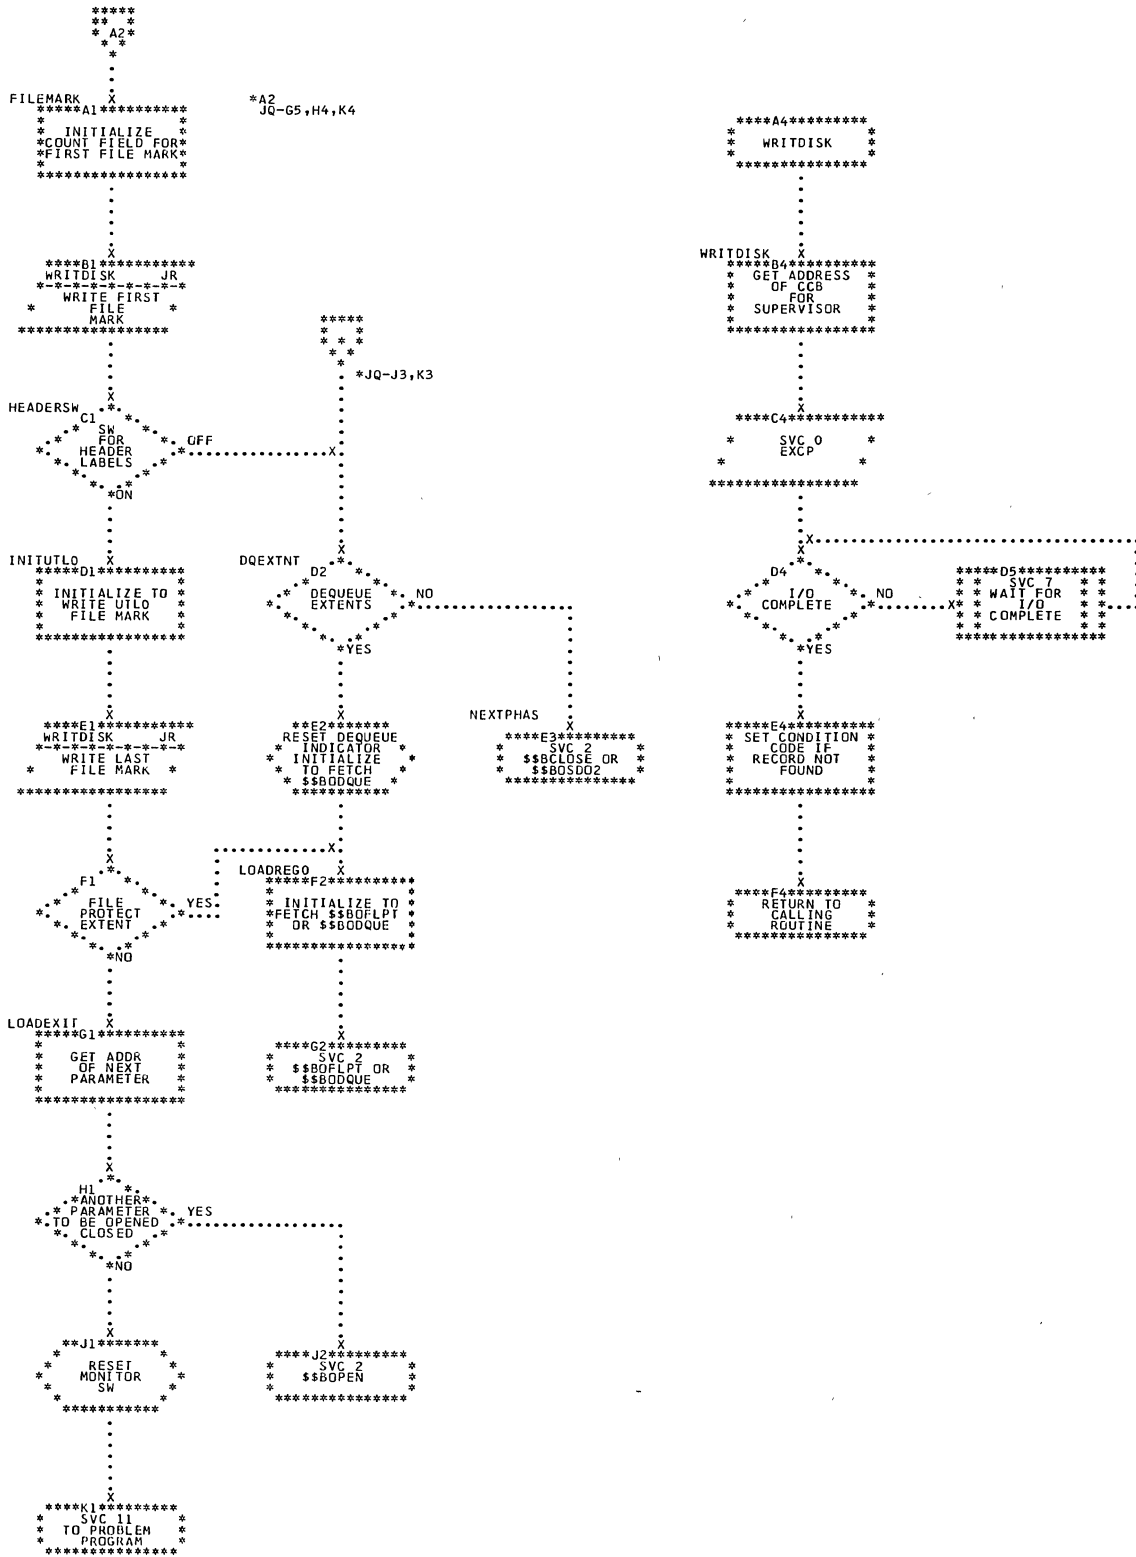 A2
FILEMARK
A1
INITIALIZE
COUNT FIELD FOR
FIRST FILE MARK
*A2
JQ-G5,H4,K4
B1
WRITDISK JR
WRITE FIRST
FILE
MARK
HEADERSW
C1
SW
FOR
HEADER
LABELS
OFF
ON
INITUTLO
D1
INITIALIZE TO
WRITE UTLO
FILE MARK
E1
WRITDISK JR
WRITE LAST
FILE MARK
F1
FILE
PROTECT
EXTENT
YES
NO
LOADEXIT
G1
GET ADDR
OF NEXT
PARAMETER
H1
ANOTHER
PARAMETER
TO BE OPENED
CLOSED
YES
NO
J1
RESET
MONITOR
SW
K1
SVC 11
TO PROBLEM
PROGRAM
*JQ-J3,K3
DQEXTNT
D2
DEQUEUE
EXTENTS
NO
YES
E2
RESET DEQUEUE
INDICATOR
INITIALIZE
TO FETCH
$$BODQUE
LOADREGO
F2
INITIALIZE TO
FETCH $$BOFLPT
OR $$BODQUE
G2
SVC 2
$$BOFLPT OR
$$BODQUE
J2
SVC 2
$$BOPEN
NEXTPHAS
E3
SVC 2
$$BCLOSE OR
$$BOSDO2
A4
WRITDISK
WRITDISK
B4
GET ADDRESS
OF CCB
FOR
SUPERVISOR
C4
SVC 0
EXCP
D4
I/O
COMPLETE
NO
YES
D5
SVC 7
WAIT FOR
I/O
COMPLETE
E4
SET CONDITION
CODE IF
RECORD NOT
FOUND
F4
RETURN TO
CALLING
ROUTINE